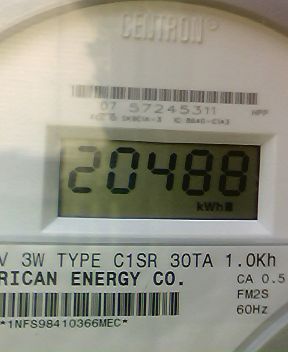 CENTRON®
07 57245311 HPP
20488
kWh
V 3W TYPE C1SR 30TA 1.0Kh
RICAN ENERGY CO. CA 0.5
FM2S
*1NFS98410366MEC* 60Hz